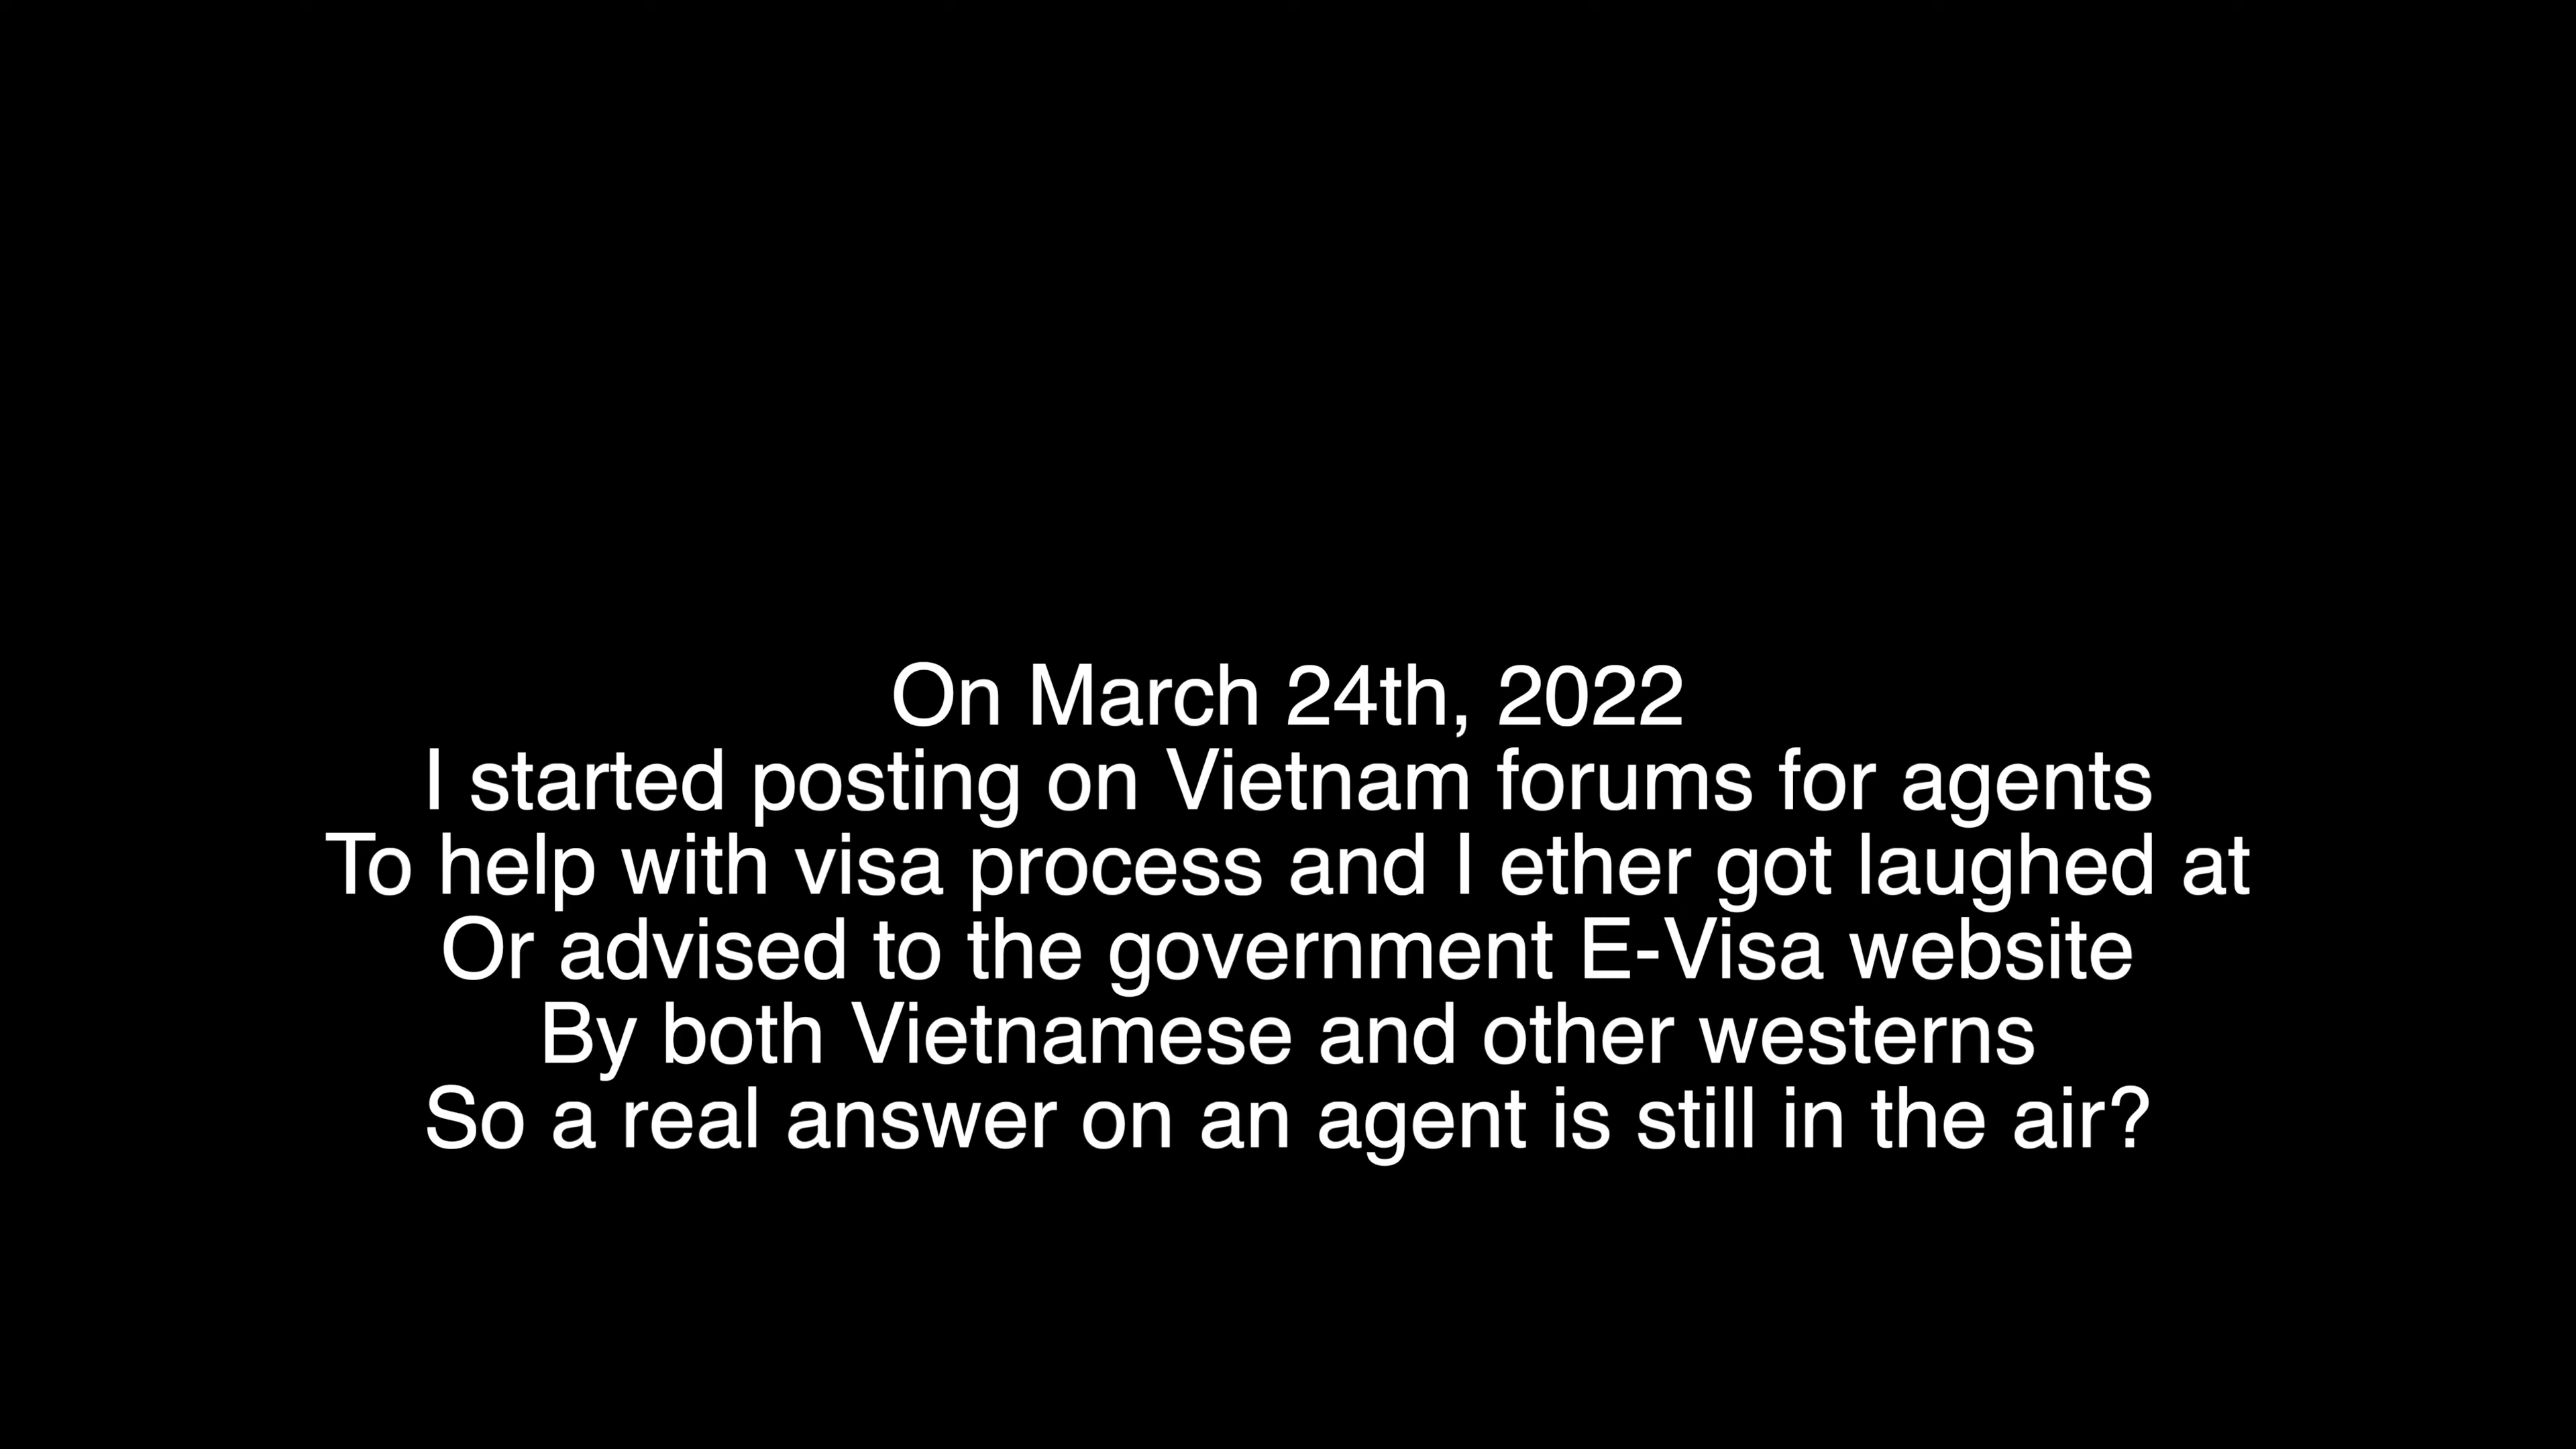 On March 24th, 2022
I started posting on Vietnam forums for agents
To help with visa process and I ether got laughed at
Or advised to the government E-Visa website
By both Vietnamese and other westerns
So a real answer on an agent is still in the air?